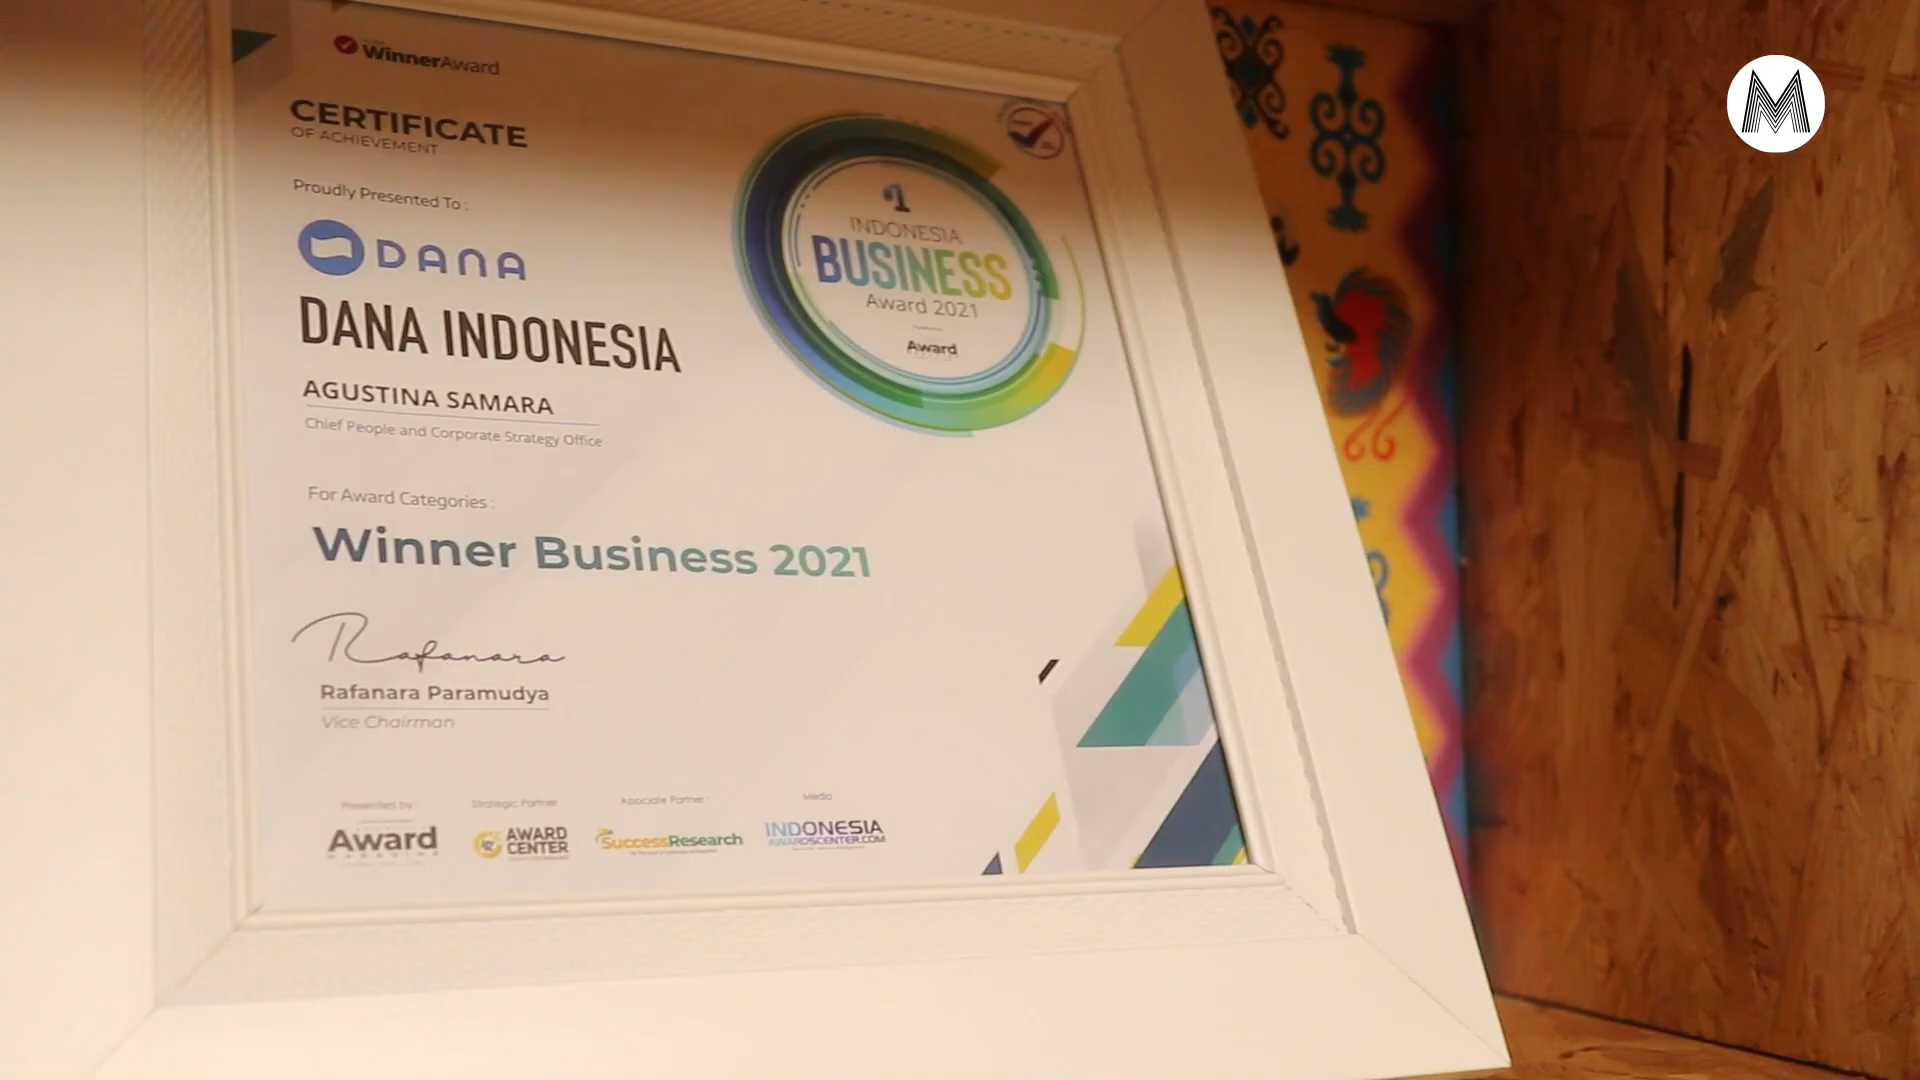 WinnerAward
CERTIFICATE
OF ACHIEVEMENT
Proudly Presented To :
DANA
DANA INDONESIA
AGUSTINA SAMARA
Chief People and Corporate Strategy Office
For Award Categories :
Winner Business 2021
Rafanara
Rafanara Paramudya
Vice Chairman
#1
INDONESIA
BUSINESS
Award 2021
Award
Presented by :
Award
MAGAZINE
Strategic Partner
AWARD
CENTER
Associate Partner :
SuccessResearch
Media
INDONESIA
AWARDSCENTER.COM
M